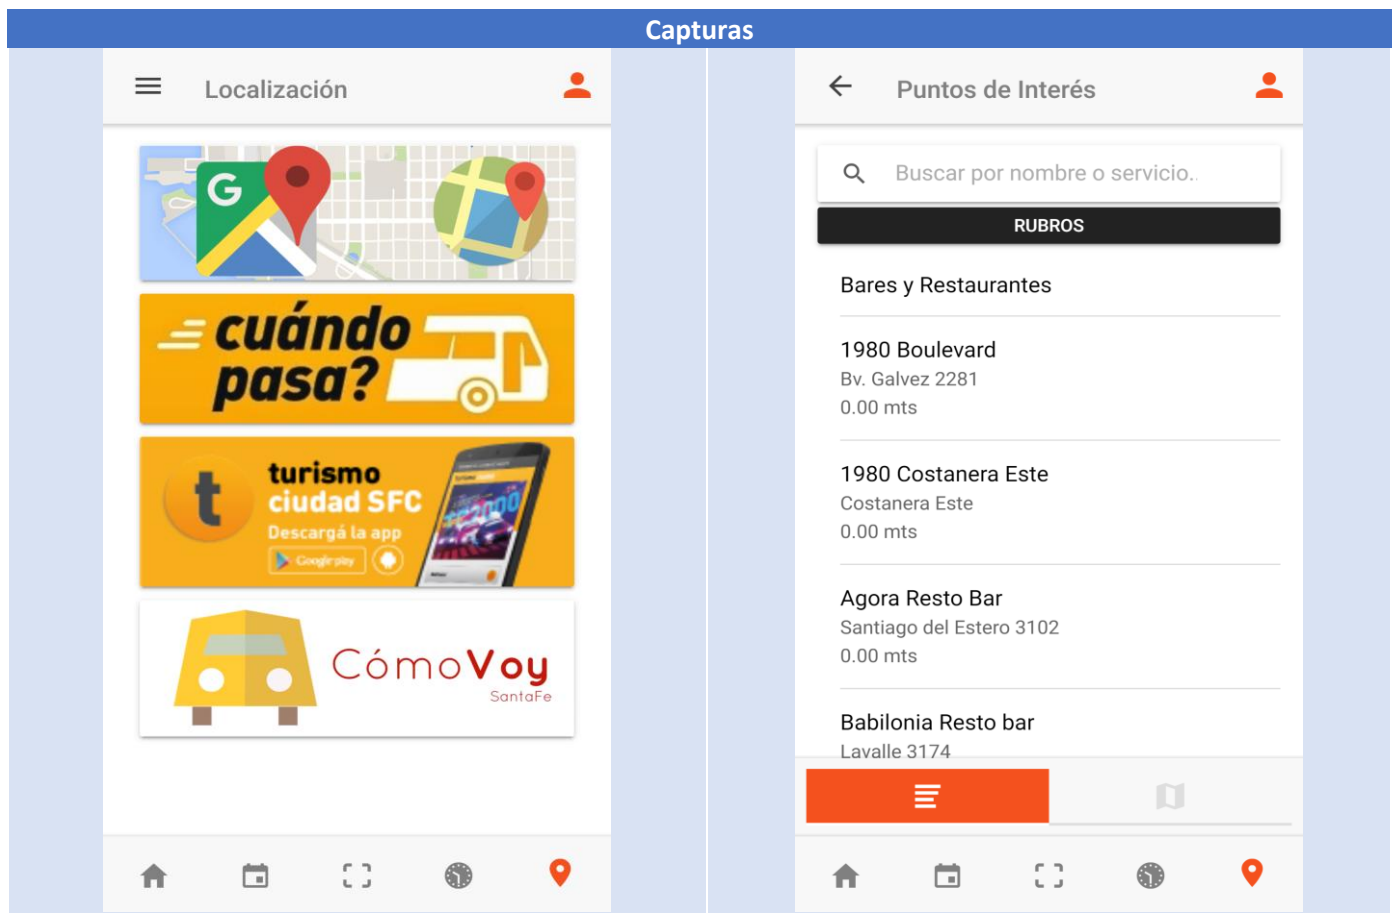 Capturas
Localización
G
cuándo
pasa?
t
turismo
ciudad SFC
Descargá la app
Google play
CómoVoy
SantaFe
Puntos de Interés
Buscar por nombre o servicio..
RUBROS
Bares y Restaurantes
1980 Boulevard
Bv. Galvez 2281
0.00 mts
1980 Costanera Este
Costanera Este
0.00 mts
Agora Resto Bar
Santiago del Estero 3102
0.00 mts
Babilonia Resto bar
Lavalle 3174